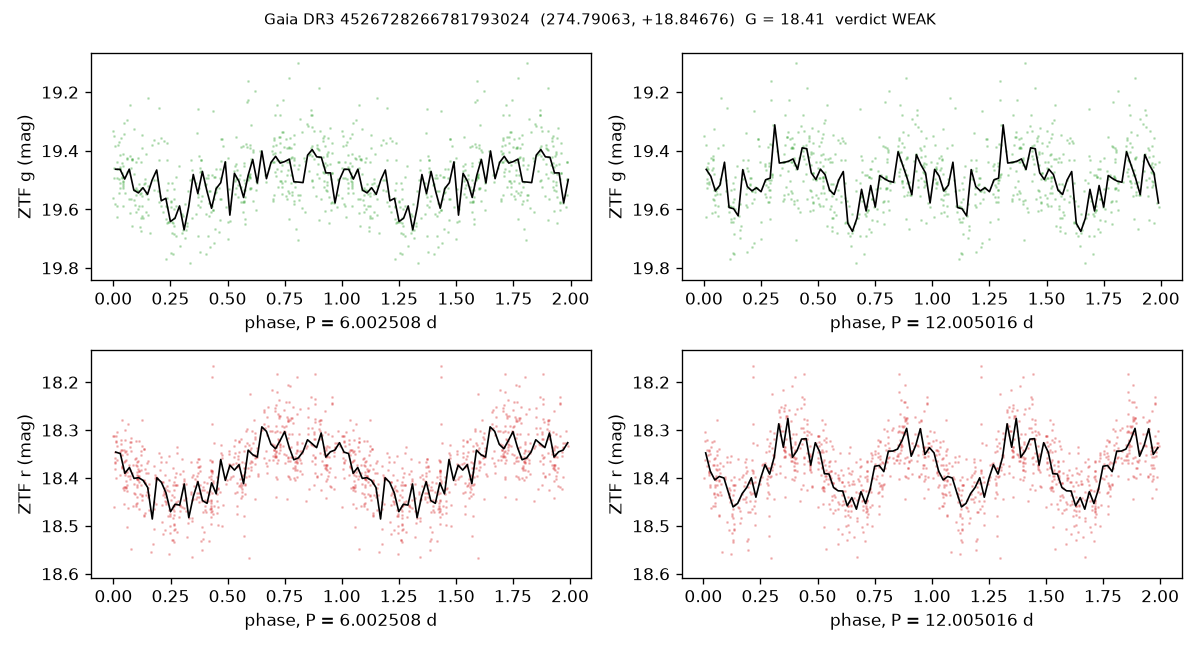 Gaia DR3 4526728266781793024  (274.79063, +18.84676)  G = 18.41  verdict WEAK
ZTF g (mag)
19.2
19.4
19.6
19.8
0.00 0.25 0.50 0.75 1.00 1.25 1.50 1.75 2.00
phase, P = 6.002508 d
ZTF g (mag)
19.2
19.4
19.6
19.8
0.00 0.25 0.50 0.75 1.00 1.25 1.50 1.75 2.00
phase, P = 12.005016 d
ZTF r (mag)
18.2
18.3
18.4
18.5
18.6
0.00 0.25 0.50 0.75 1.00 1.25 1.50 1.75 2.00
phase, P = 6.002508 d
ZTF r (mag)
18.2
18.3
18.4
18.5
18.6
0.00 0.25 0.50 0.75 1.00 1.25 1.50 1.75 2.00
phase, P = 12.005016 d